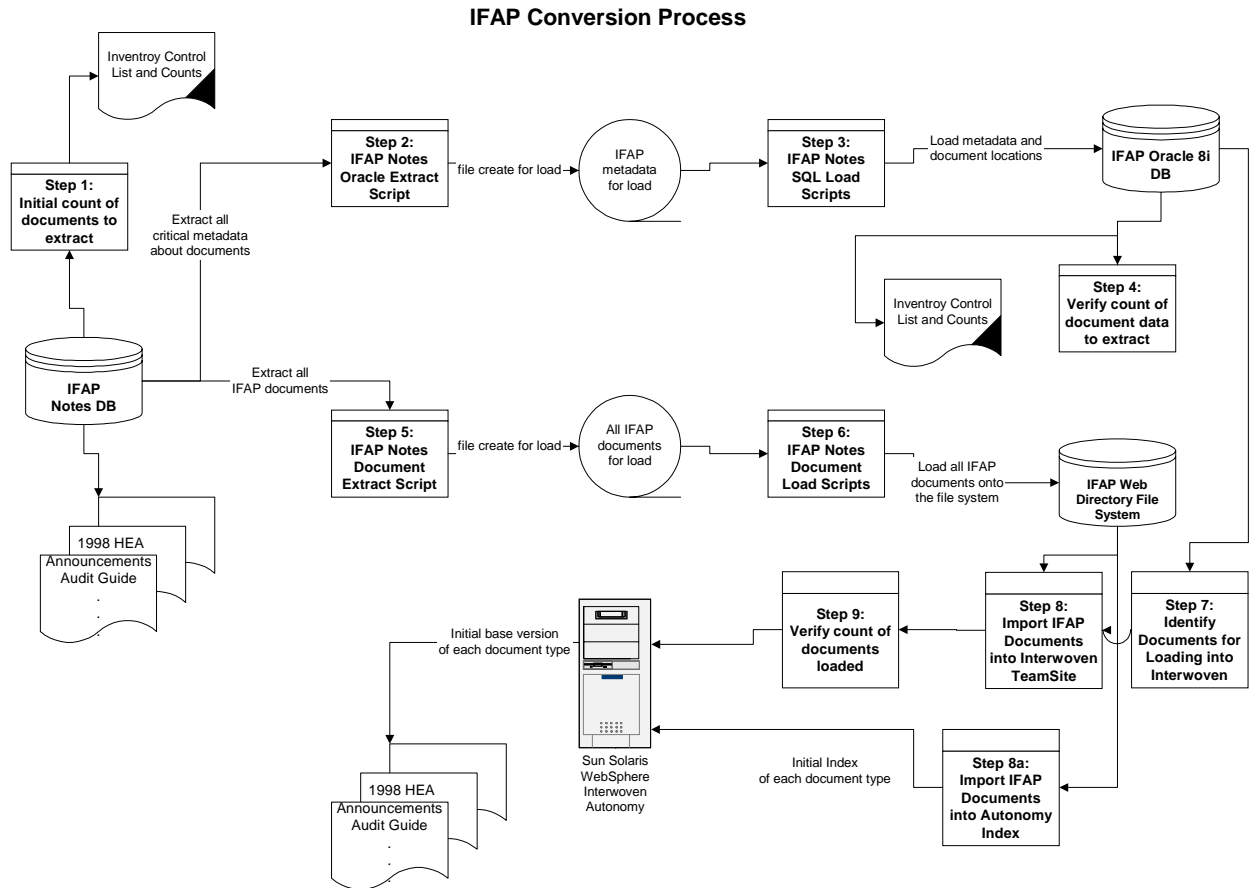 IFAP Conversion Process
Inventroy Control
List and Counts
Step 1:
Initial count of
documents to
extract
Extract all
critical metadata
about documents
Step 2:
IFAP Notes
Oracle Extract
Script
file create for load
IFAP
metadata
for load
Step 3:
IFAP Notes
SQL Load
Scripts
Load metadata and
document locations
IFAP Oracle 8i
DB
Inventroy Control
List and Counts
Step 4:
Verify count of
document data
to extract
IFAP
Notes DB
Extract all
IFAP documents
Step 5:
IFAP Notes
Document
Extract Script
file create for load
All IFAP
documents
for load
Step 6:
IFAP Notes
Document
Load Scripts
Load all IFAP
documents onto
the file system
IFAP Web
Directory File
System
1998 HEA
Announcements
Audit Guide
.
.
.
Initial base version
of each document type
Sun Solaris
WebSphere
Interwoven
Autonomy
Step 9:
Verify count of
documents
loaded
Step 8:
Import IFAP
Documents
into Interwoven
TeamSite
Step 7:
Identify
Documents for
Loading into
Interwoven
Initial Index
of each document type
Step 8a:
Import IFAP
Documents
into Autonomy
Index
1998 HEA
Announcements
Audit Guide
.
.
.